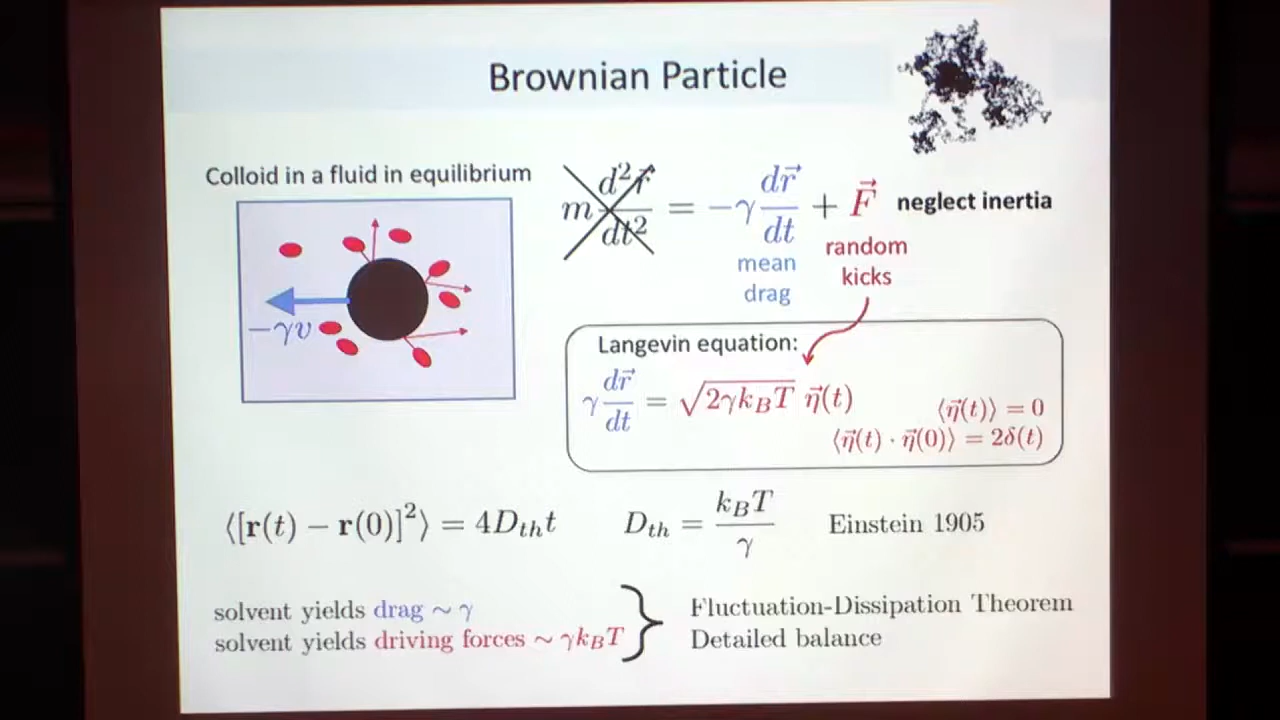 Brownian Particle
Colloid in a fluid in equilibrium
m d²r⃗/dt² = −γ dr⃗/dt + F⃗ neglect inertia
mean drag
random kicks
−γv
Langevin equation:
γ dr⃗/dt = √(2γk_BT) η⃗(t)
⟨η⃗(t)⟩ = 0
⟨η⃗(t) · η⃗(0)⟩ = 2δ(t)
⟨[r(t) − r(0)]²⟩ = 4D_th t D_th = k_BT/γ Einstein 1905
solvent yields drag ~ γ
solvent yields driving forces ~ γk_BT
Fluctuation-Dissipation Theorem
Detailed balance